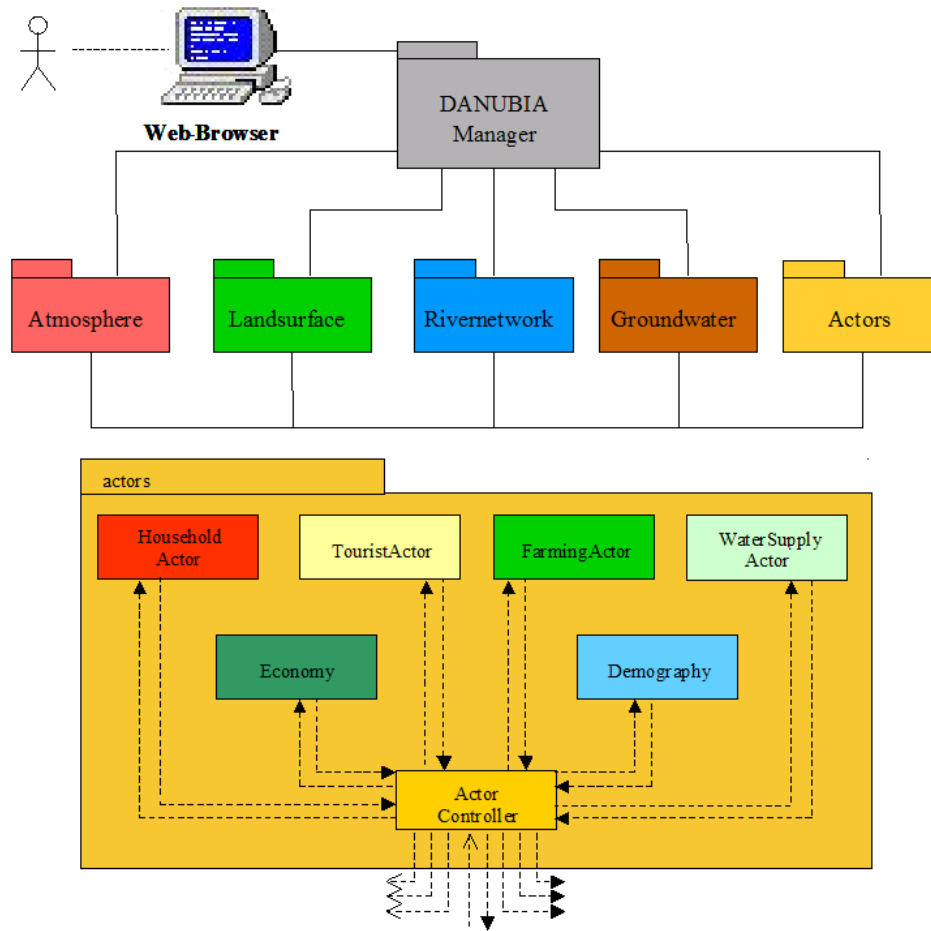 DANUBIA
Manager
Web-Browser
Atmosphere
Landsurface
Rivernetwork
Groundwater
Actors
actors
Household
Actor
TouristActor
FarmingActor
WaterSupply
Actor
Economy
Demography
Actor
Controller